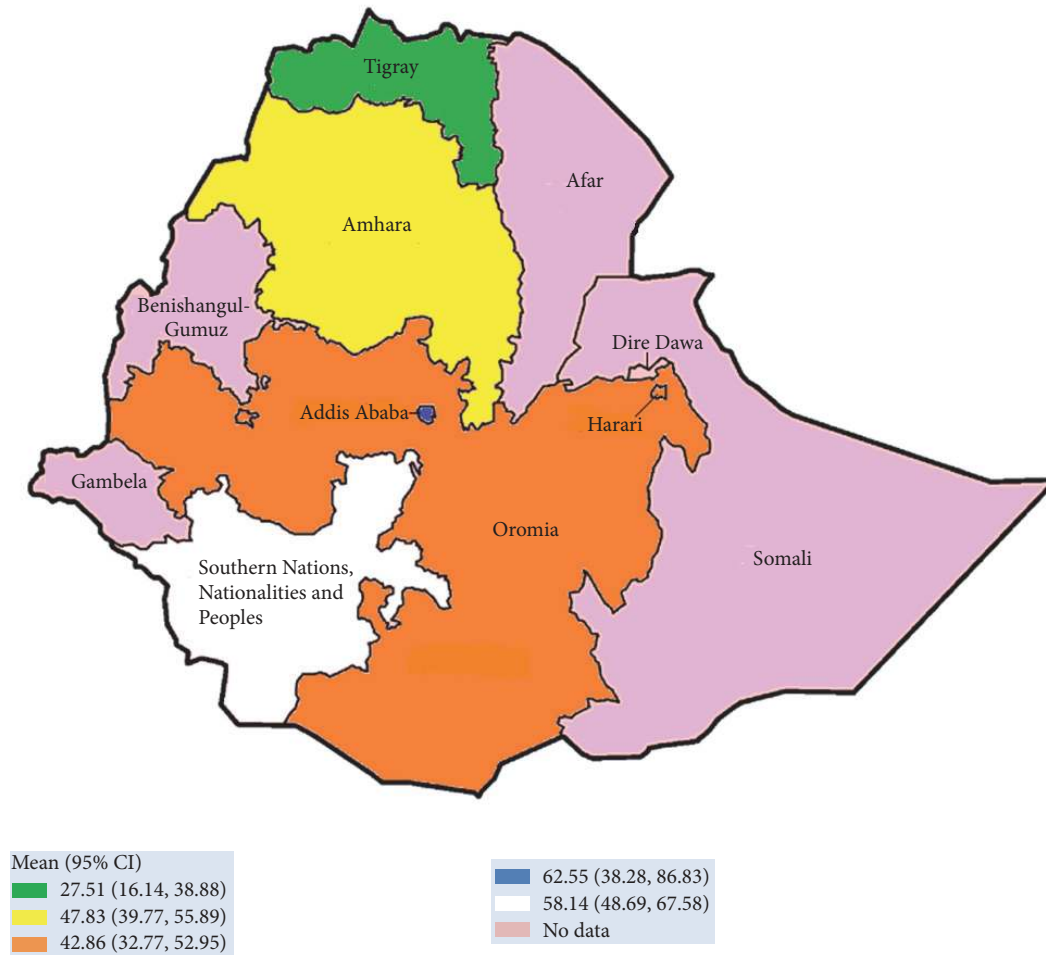 Tigray
Afar
Amhara
Benishangul-
Gumuz
Dire Dawa
Addis Ababa
Harari
Gambela
Oromia
Somali
Southern Nations,
Nationalities and
Peoples
Mean (95% CI)
27.51 (16.14, 38.88)
47.83 (39.77, 55.89)
42.86 (32.77, 52.95)
62.55 (38.28, 86.83)
58.14 (48.69, 67.58)
No data